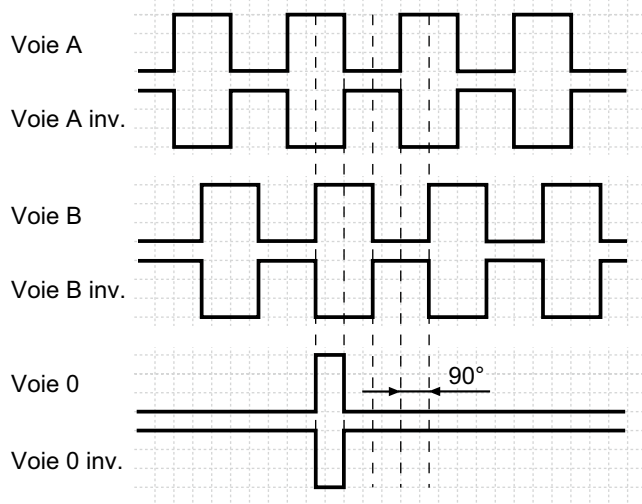 Voie A
Voie A inv.
Voie B
Voie B inv.
Voie 0
90°
Voie 0 inv.